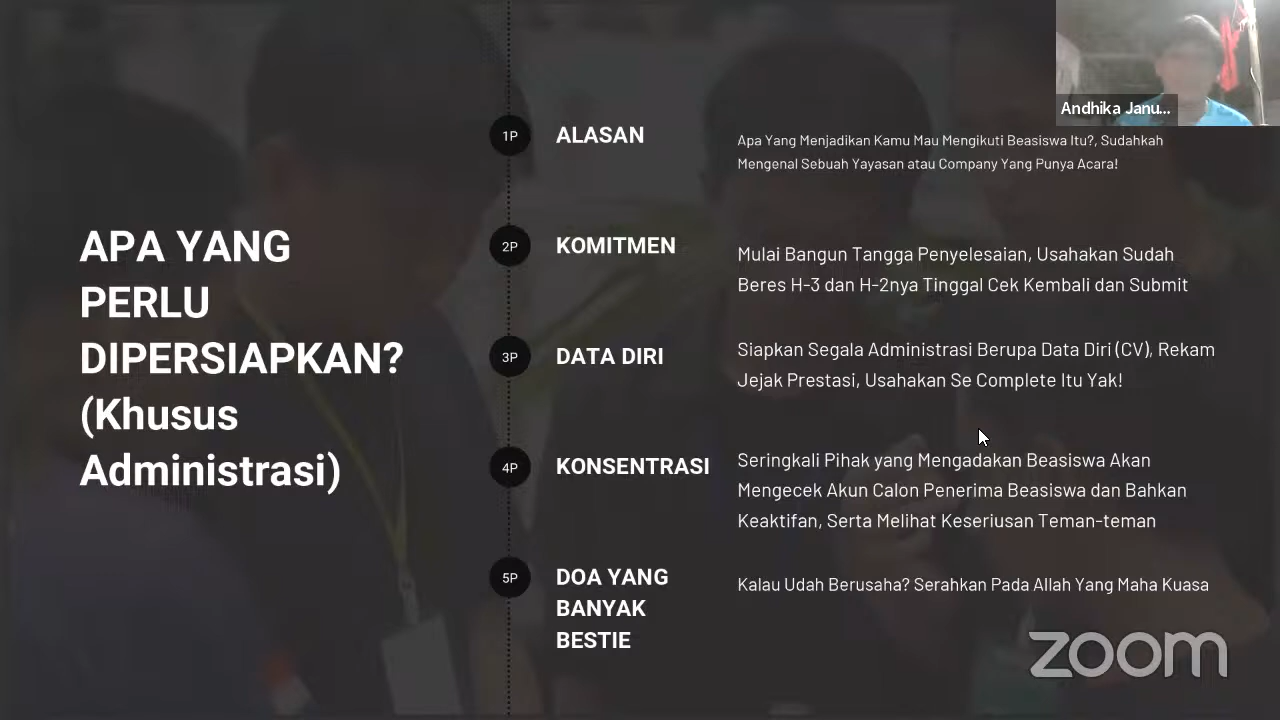 Andhika Janu...
APA YANG
PERLU
DIPERSIAPKAN?
(Khusus
Administrasi)
1P
ALASAN
Apa Yang Menjadikan Kamu Mau Mengikuti Beasiswa Itu?, Sudahkah
Mengenal Sebuah Yayasan atau Company Yang Punya Acara!
2P
KOMITMEN
Mulai Bangun Tangga Penyelesaian, Usahakan Sudah
Beres H-3 dan H-2nya Tinggal Cek Kembali dan Submit
3P
DATA DIRI
Siapkan Segala Administrasi Berupa Data Diri (CV), Rekam
Jejak Prestasi, Usahakan Se Complete Itu Yak!
4P
KONSENTRASI
Seringkali Pihak yang Mengadakan Beasiswa Akan
Mengecek Akun Calon Penerima Beasiswa dan Bahkan
Keaktifan, Serta Melihat Keseriusan Teman-teman
5P
DOA YANG
BANYAK
BESTIE
Kalau Udah Berusaha? Serahkan Pada Allah Yang Maha Kuasa
zoom